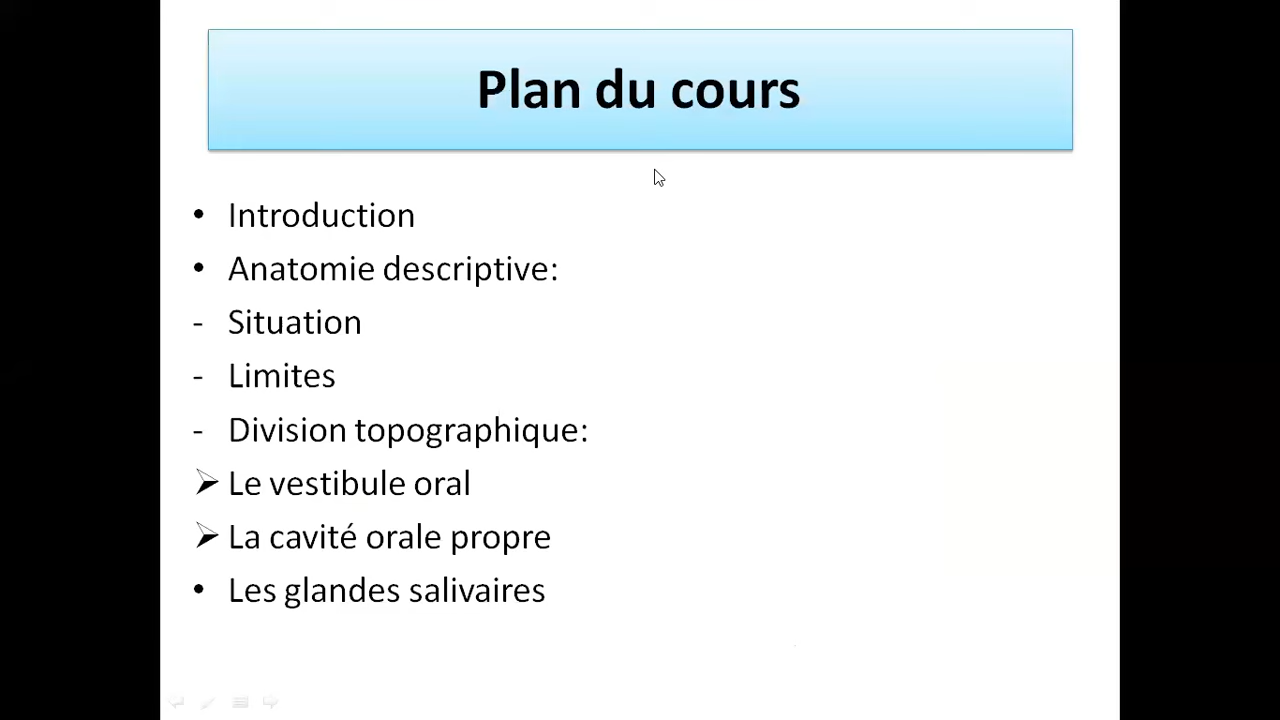 Plan du cours
• Introduction
• Anatomie descriptive:
- Situation
- Limites
- Division topographique:
➢ Le vestibule oral
➢ La cavité orale propre
• Les glandes salivaires